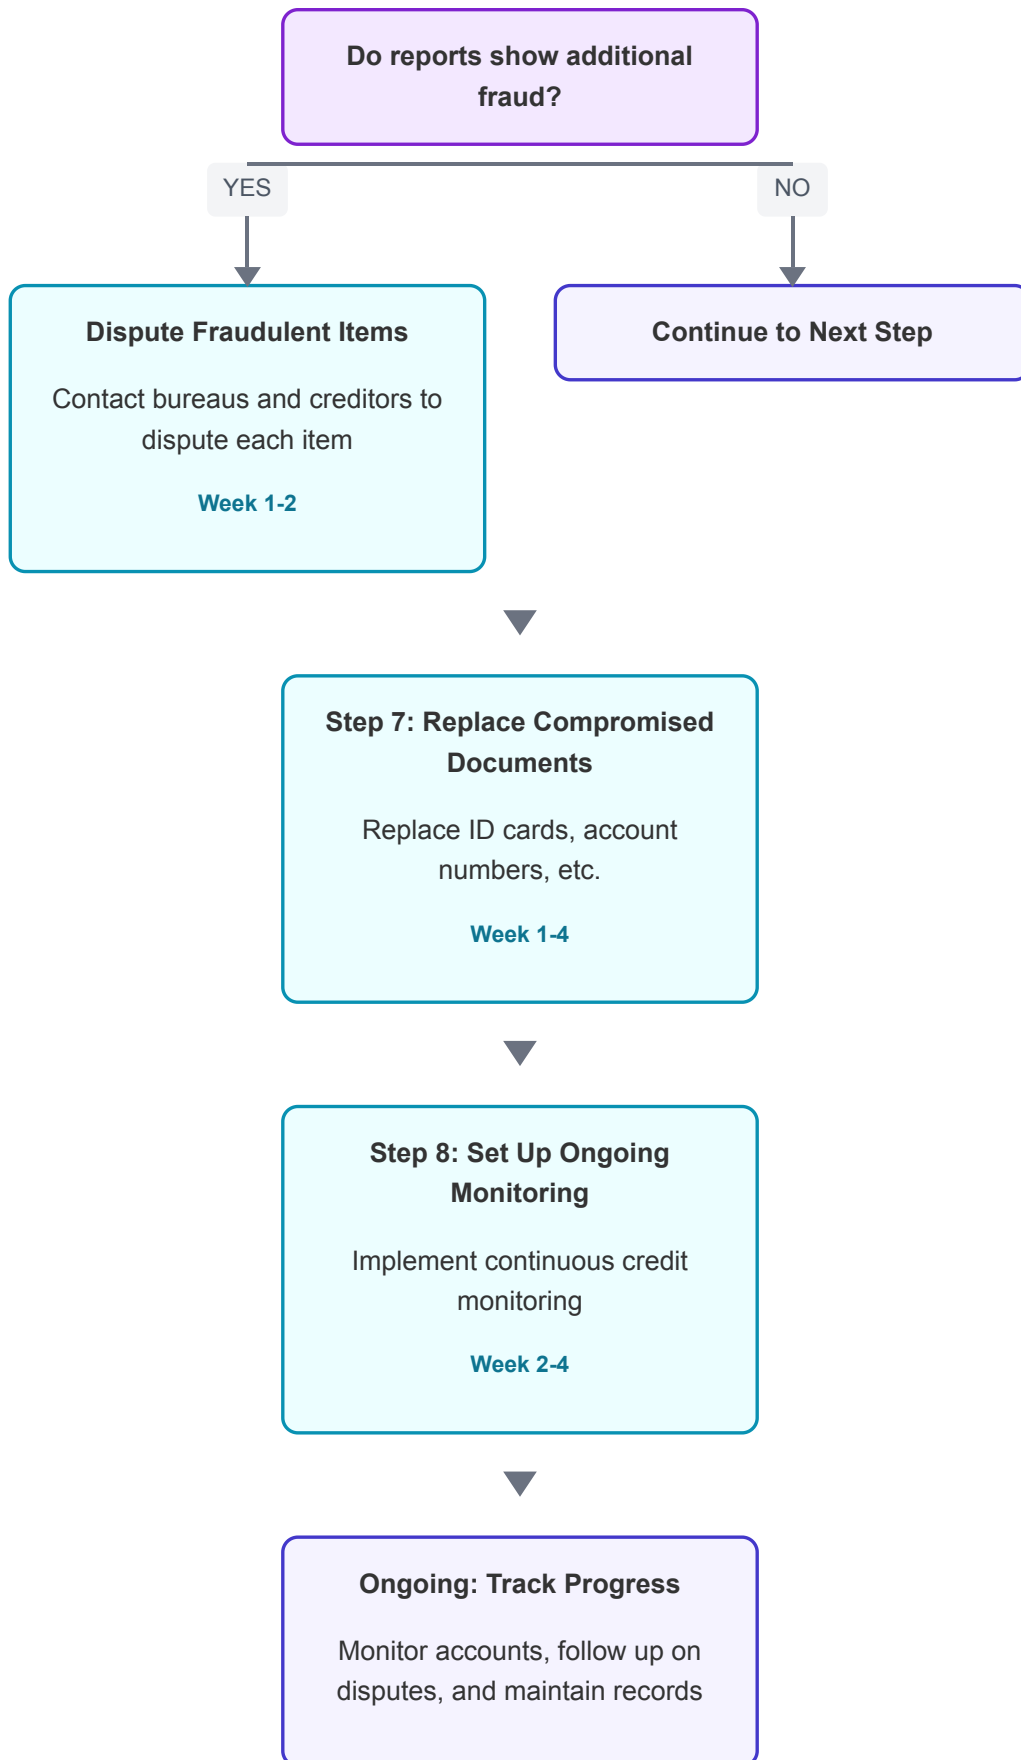 Do reports show additional
fraud?
YES
NO
Dispute Fraudulent Items
Contact bureaus and creditors to
dispute each item
Week 1-2
Continue to Next Step
Step 7: Replace Compromised
Documents
Replace ID cards, account
numbers, etc.
Week 1-4
Step 8: Set Up Ongoing
Monitoring
Implement continuous credit
monitoring
Week 2-4
Ongoing: Track Progress
Monitor accounts, follow up on
disputes, and maintain records